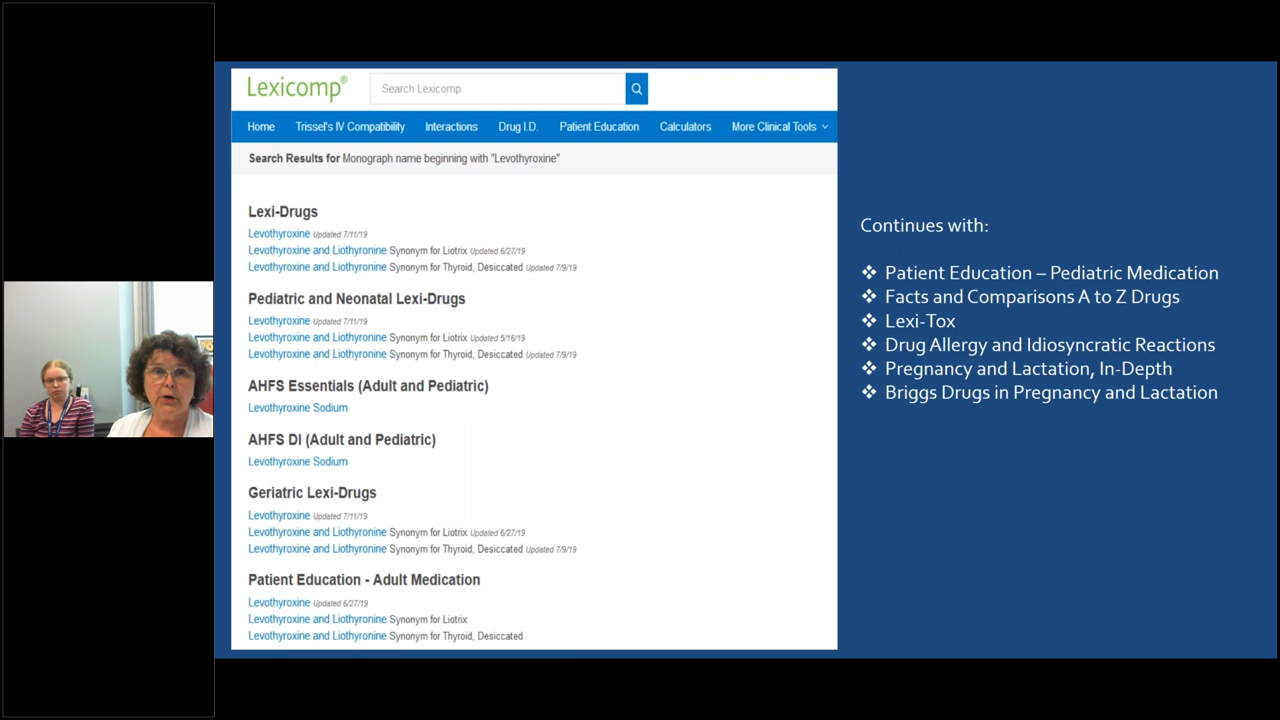 Lexicomp®
Search Lexicomp
Home Trissel's IV Compatibility Interactions Drug I.D. Patient Education Calculators More Clinical Tools
Search Results for Monograph name beginning with "Levothyroxine"
Lexi-Drugs
Levothyroxine Updated 7/11/19
Levothyroxine and Liothyronine Synonym for Liotrix Updated 6/27/19
Levothyroxine and Liothyronine Synonym for Thyroid, Desiccated Updated 7/9/19
Pediatric and Neonatal Lexi-Drugs
Levothyroxine Updated 7/11/19
Levothyroxine and Liothyronine Synonym for Liotrix Updated 5/16/19
Levothyroxine and Liothyronine Synonym for Thyroid, Desiccated Updated 7/9/19
AHFS Essentials (Adult and Pediatric)
Levothyroxine Sodium
AHFS DI (Adult and Pediatric)
Levothyroxine Sodium
Geriatric Lexi-Drugs
Levothyroxine Updated 7/11/19
Levothyroxine and Liothyronine Synonym for Liotrix Updated 6/27/19
Levothyroxine and Liothyronine Synonym for Thyroid, Desiccated Updated 7/9/19
Patient Education - Adult Medication
Levothyroxine Updated 6/27/19
Levothyroxine and Liothyronine Synonym for Liotrix
Levothyroxine and Liothyronine Synonym for Thyroid, Desiccated
Continues with:
❖ Patient Education – Pediatric Medication
❖ Facts and Comparisons A to Z Drugs
❖ Lexi-Tox
❖ Drug Allergy and Idiosyncratic Reactions
❖ Pregnancy and Lactation, In-Depth
❖ Briggs Drugs in Pregnancy and Lactation